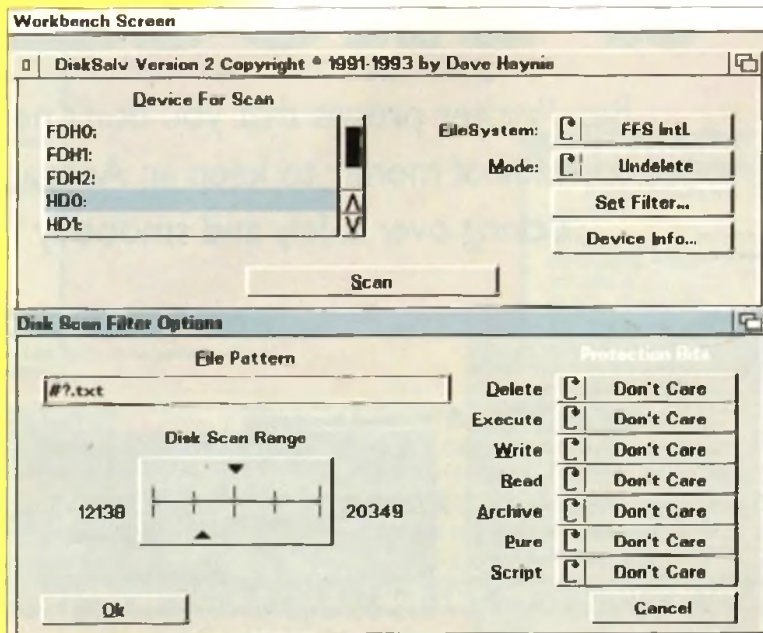 Workbench Screen
DiskSalv Version 2 Copyright © 1991-1993 by Dave Haynie
Device For Scan
FDH0:
FDH1:
FDH2:
HD0:
HD1:
FileSystem: FFS Intl.
Mode: Undelete
Set Filter...
Device Info...
Scan
Disk Scan Filter Options
File Pattern
#?.txt
Disk Scan Range
12138
20349
Protection Bits
Delete Don't Care
Execute Don't Care
Write Don't Care
Read Don't Care
Archive Don't Care
Pure Don't Care
Script Don't Care
Ok
Cancel